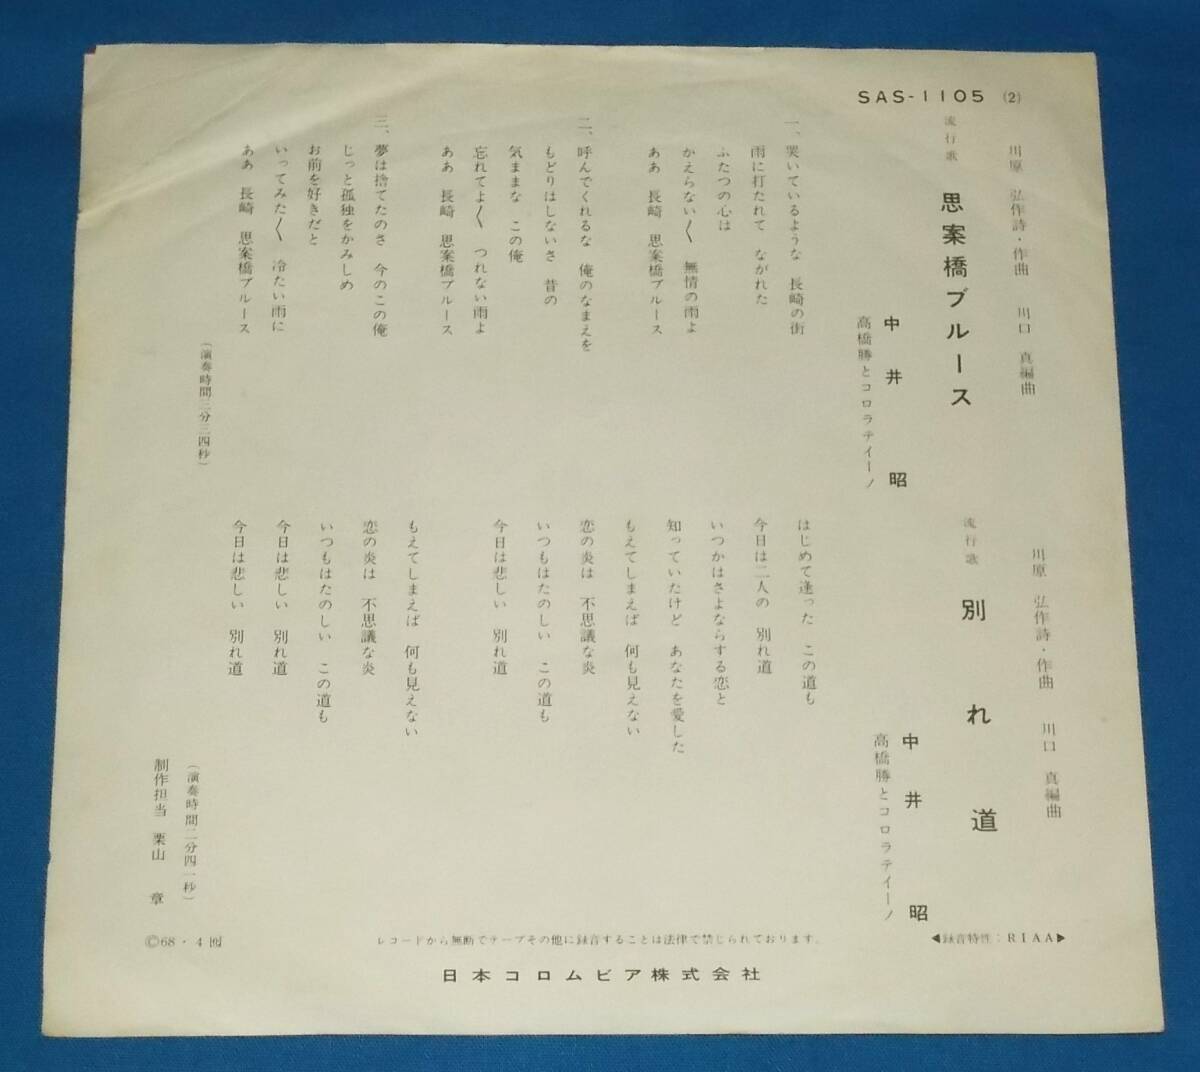 SAS-1105 (2)
川原 弘作詩・作曲 川口 真編曲
流行歌
思案橋ブルース
中井 昭
高橋勝とコロラティーノ
一、哭いているような 長崎の街
雨に打たれて ながれた
ふたつの心は
かえらない〱 無情の雨よ
ああ 長崎 思案橋ブルース
二、呼んでくれるな 俺のなまえを
もどりはしないさ 昔の
気ままな この俺
忘れてよ〱 つれない雨よ
ああ 長崎 思案橋ブルース
三、夢は捨てたのさ 今のこの俺
じっと孤独をかみしめ
お前を好きだと
いってみた〱 冷たい雨に
ああ 長崎 思案橋ブルース
(演奏時間三分三四秒)
川原 弘作詩・作曲 川口 真編曲
流行歌
別れ道
中井 昭
高橋勝とコロラティーノ
はじめて逢った この道も
今日は二人の 別れ道
いつかはさよならする恋と
知っていたけど あなたを愛した
もえてしまえば 何も見えない
恋の炎は 不思議な炎
いつもはたのしい この道も
今日は悲しい 別れ道
もえてしまえば 何も見えない
恋の炎は 不思議な炎
いつもはたのしい この道も
今日は悲しい 別れ道
今日は悲しい 別れ道
(演奏時間二分四一秒)
制作担当 栗山 章
◀録音特性:RIAA▶
レコードから無断でテープその他に録音することは法律で禁じられております。
©68・4
日本コロムビア株式会社